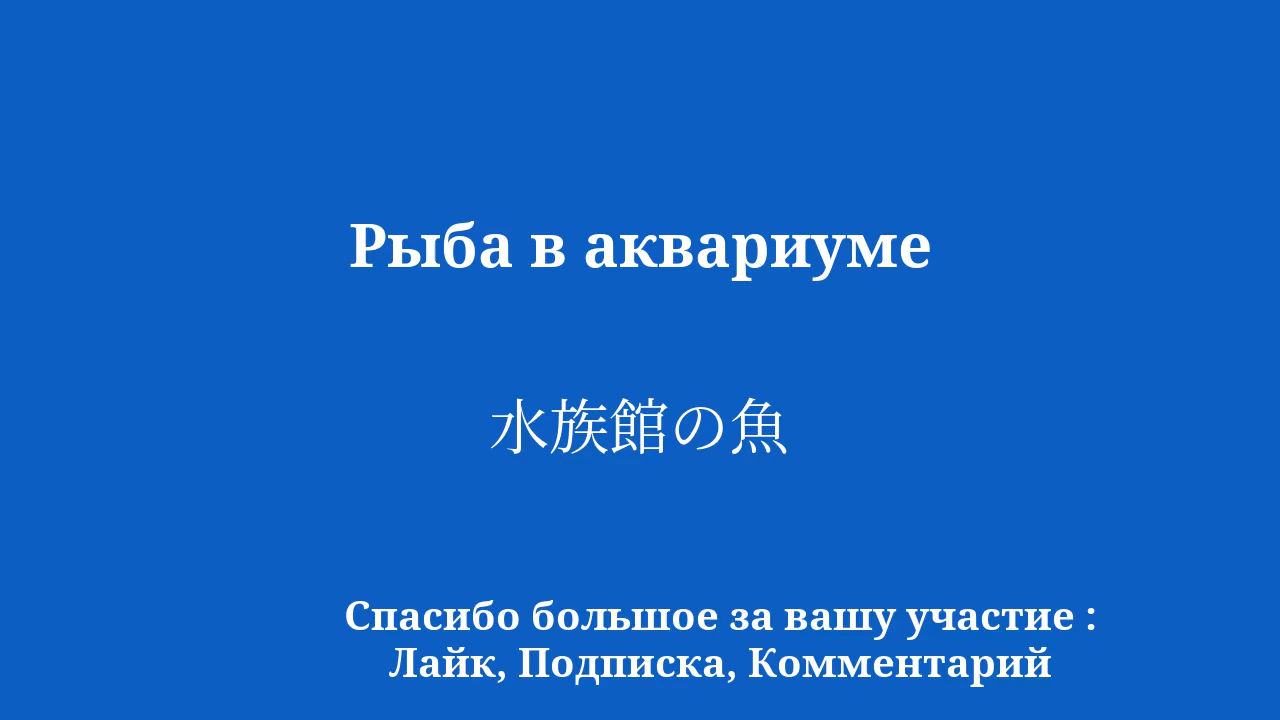 Рыба в аквариуме
水族館の魚
Спасибо большое за вашу участие :
Лайк, Подписка, Комментарий